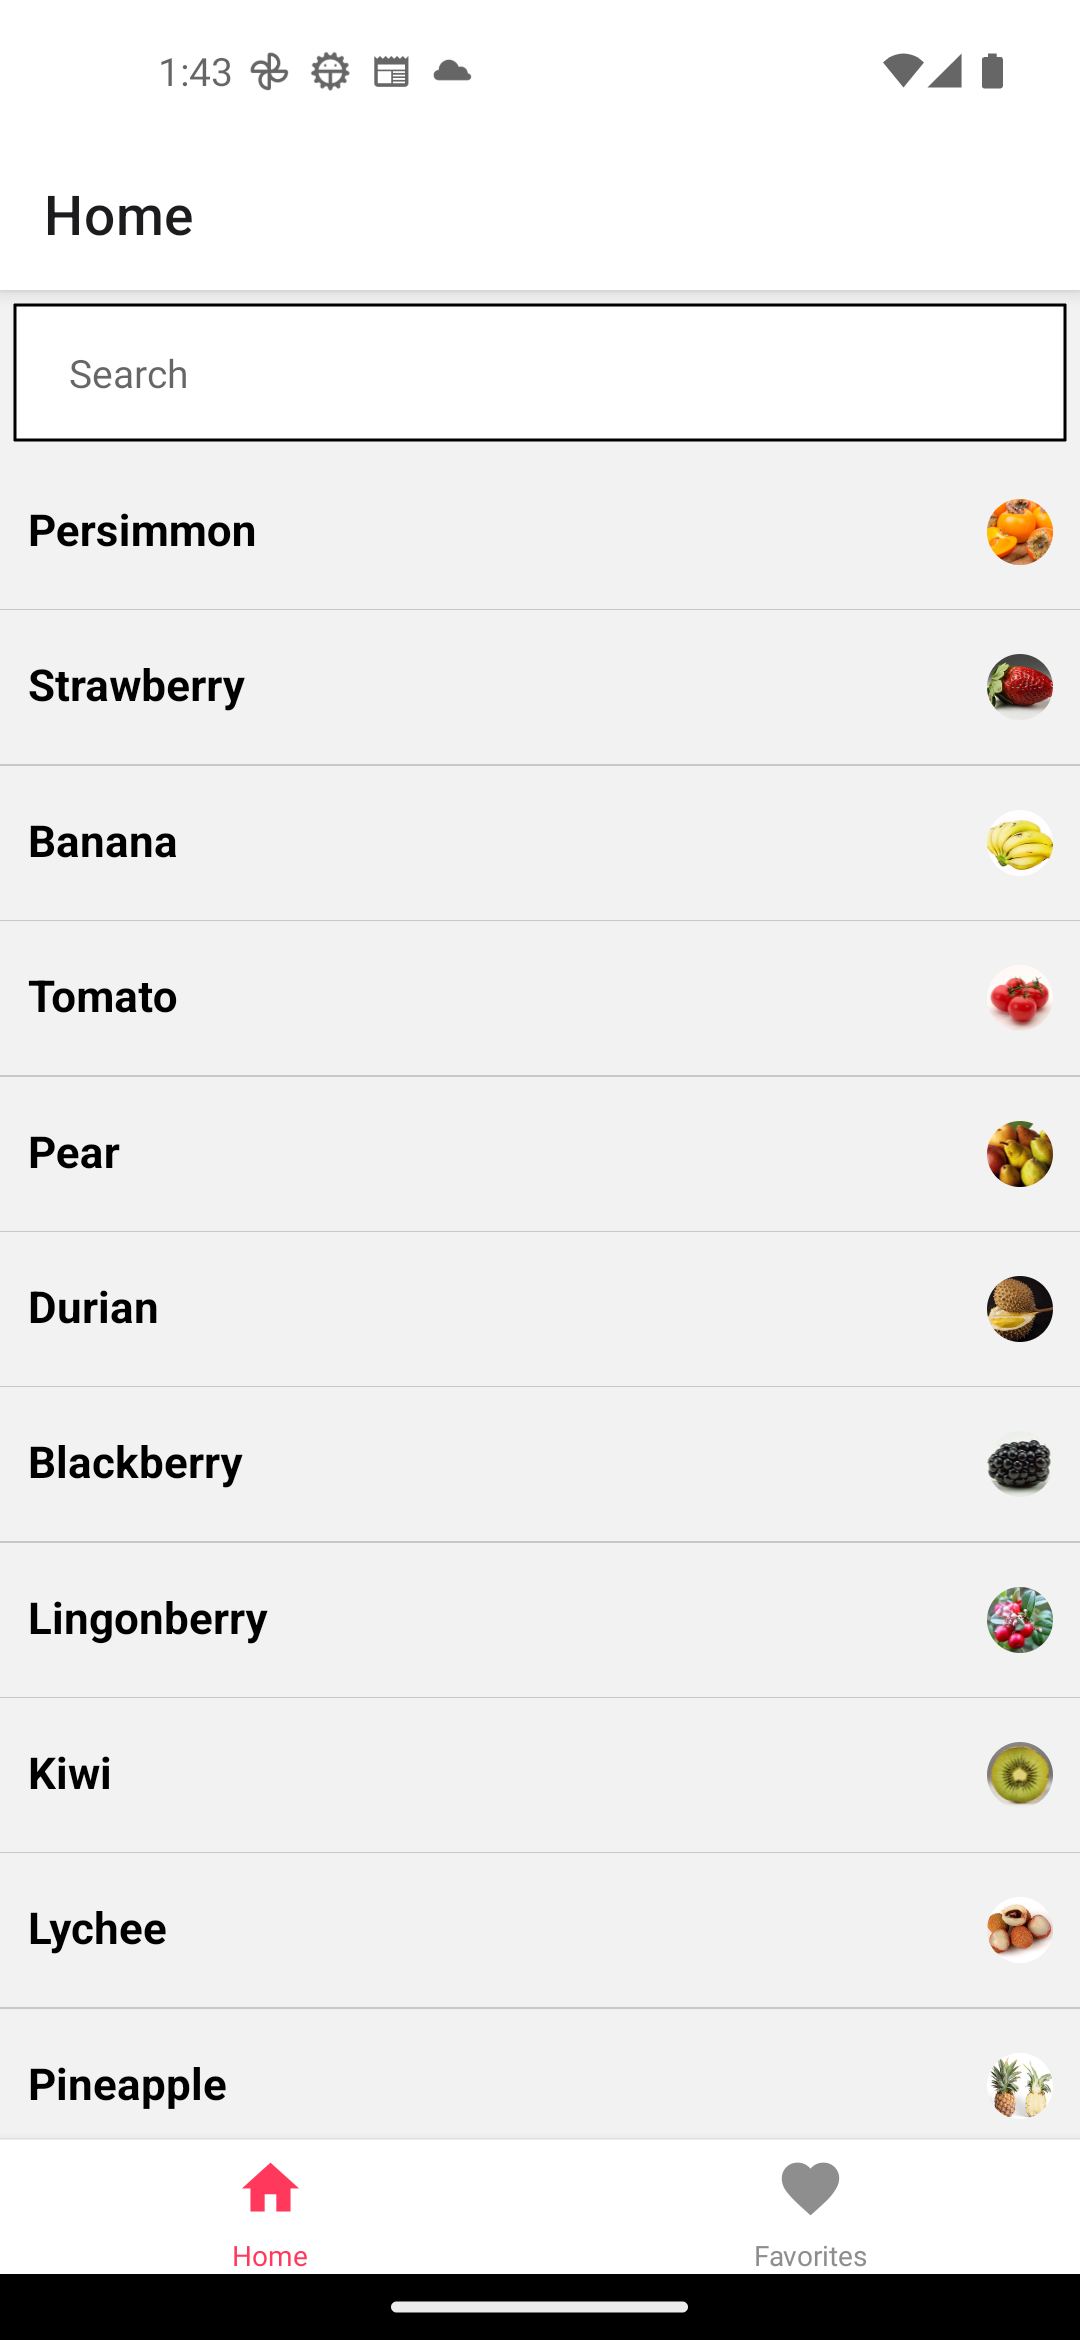 1:43
Home
Search
Persimmon
Strawberry
Banana
Tomato
Pear
Durian
Blackberry
Lingonberry
Kiwi
Lychee
Pineapple
Home
Favorites